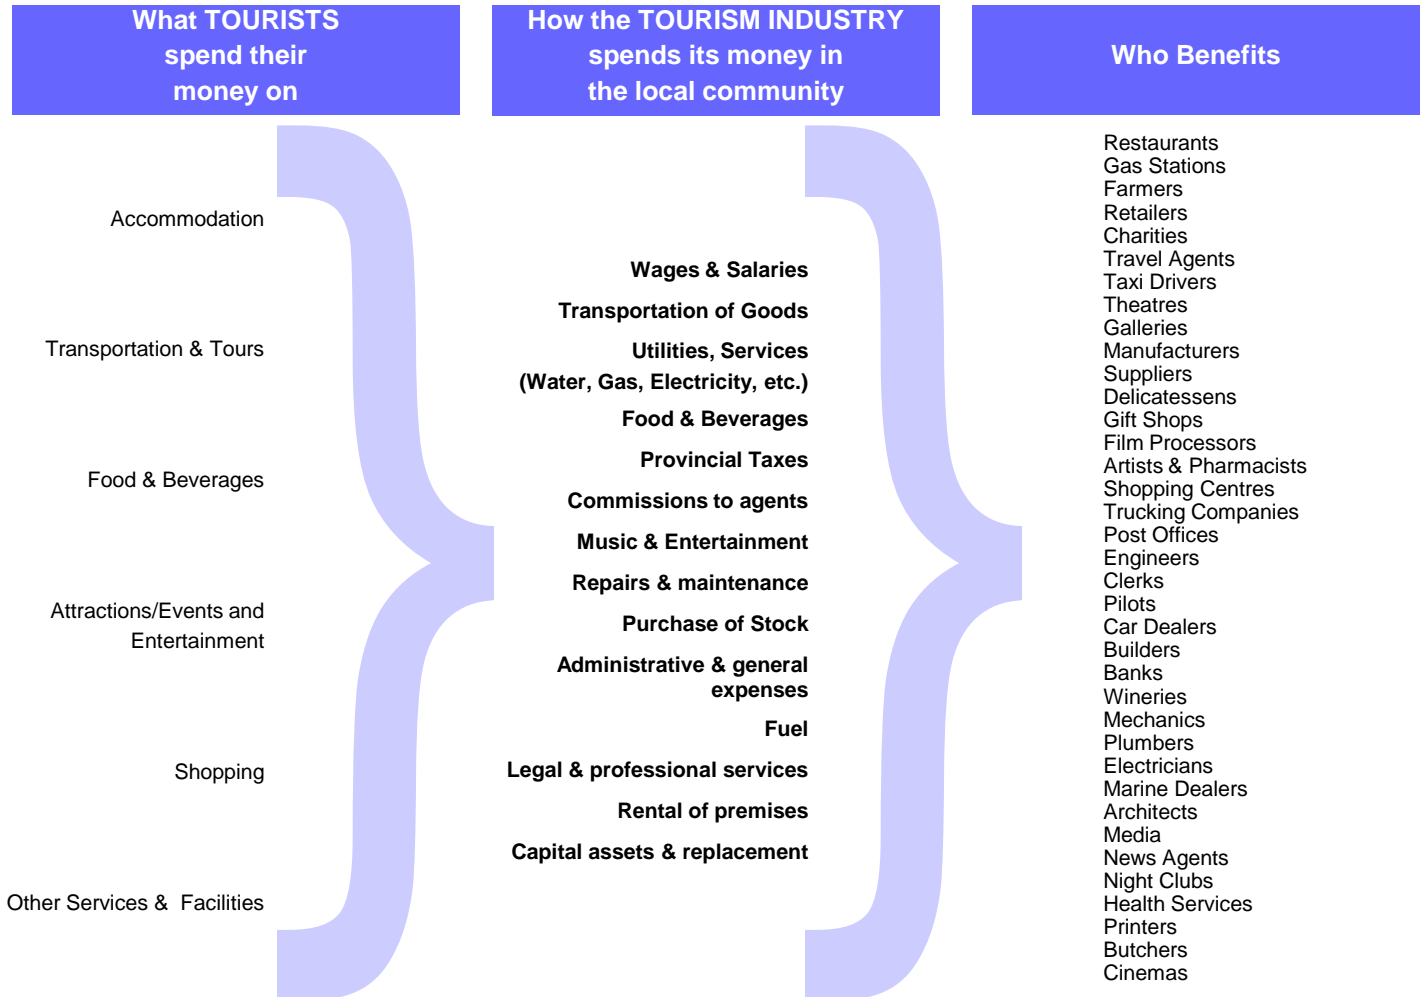 What TOURISTS
spend their
money on
How the TOURISM INDUSTRY
spends its money in
the local community
Who Benefits
Accommodation
Transportation & Tours
Food & Beverages
Attractions/Events and
Entertainment
Shopping
Other Services &  Facilities
Wages & Salaries
Transportation of Goods
Utilities, Services
(Water, Gas, Electricity, etc.)
Food & Beverages
Provincial Taxes
Commissions to agents
Music & Entertainment
Repairs & maintenance
Purchase of Stock
Administrative & general
expenses
Fuel
Legal & professional services
Rental of premises
Capital assets & replacement
Restaurants
Gas Stations
Farmers
Retailers
Charities
Travel Agents
Taxi Drivers
Theatres
Galleries
Manufacturers
Suppliers
Delicatessens
Gift Shops
Film Processors
Artists & Pharmacists
Shopping Centres
Trucking Companies
Post Offices
Engineers
Clerks
Pilots
Car Dealers
Builders
Banks
Wineries
Mechanics
Plumbers
Electricians
Marine Dealers
Architects
Media
News Agents
Night Clubs
Health Services
Printers
Butchers
Cinemas